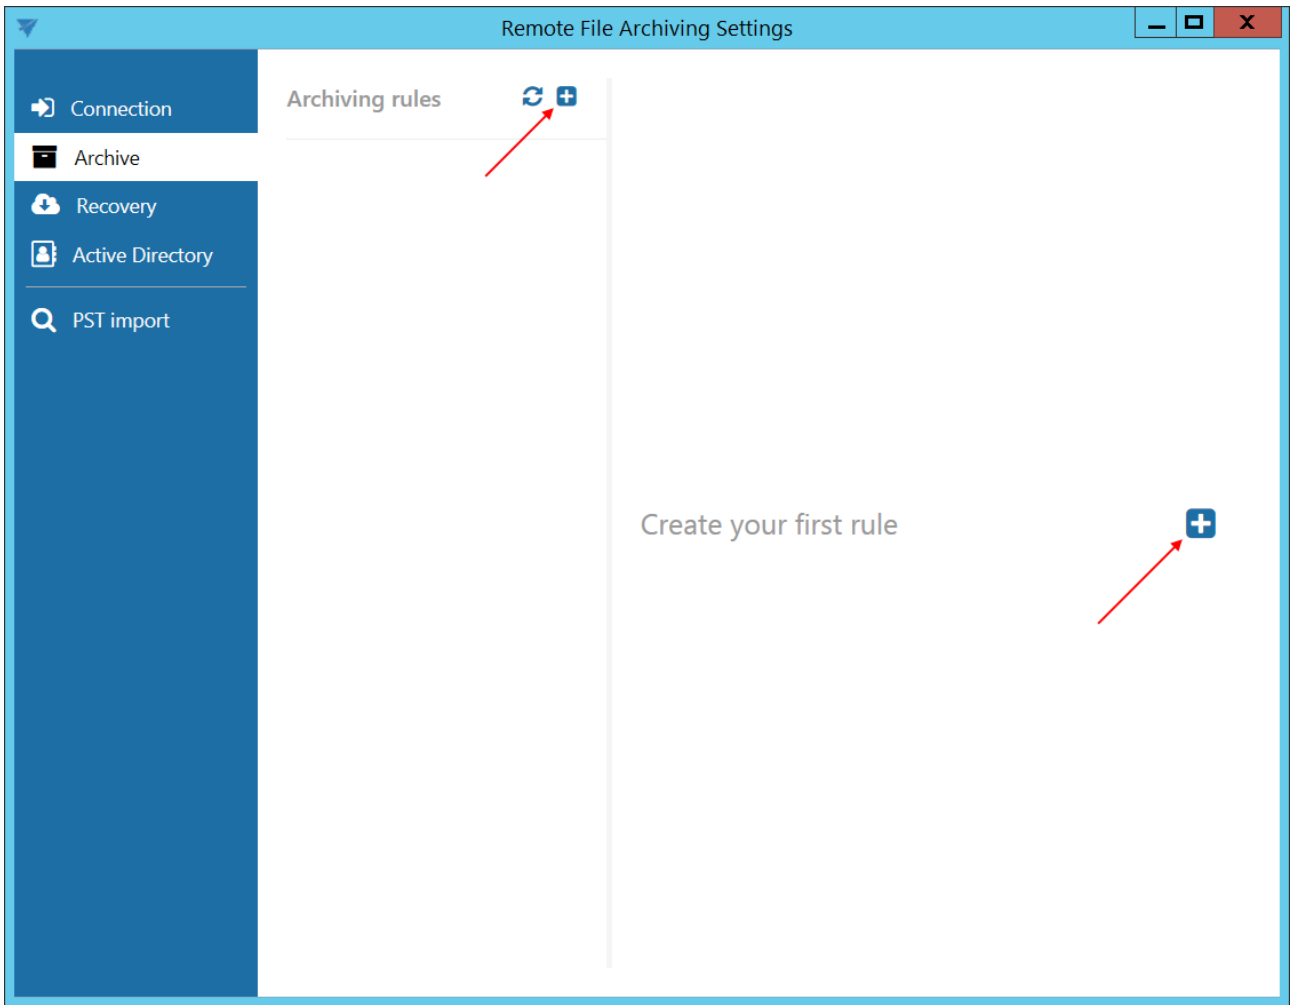 Remote File Archiving Settings
Connection
Archive
Recovery
Active Directory
PST import
Archiving rules
Create your first rule